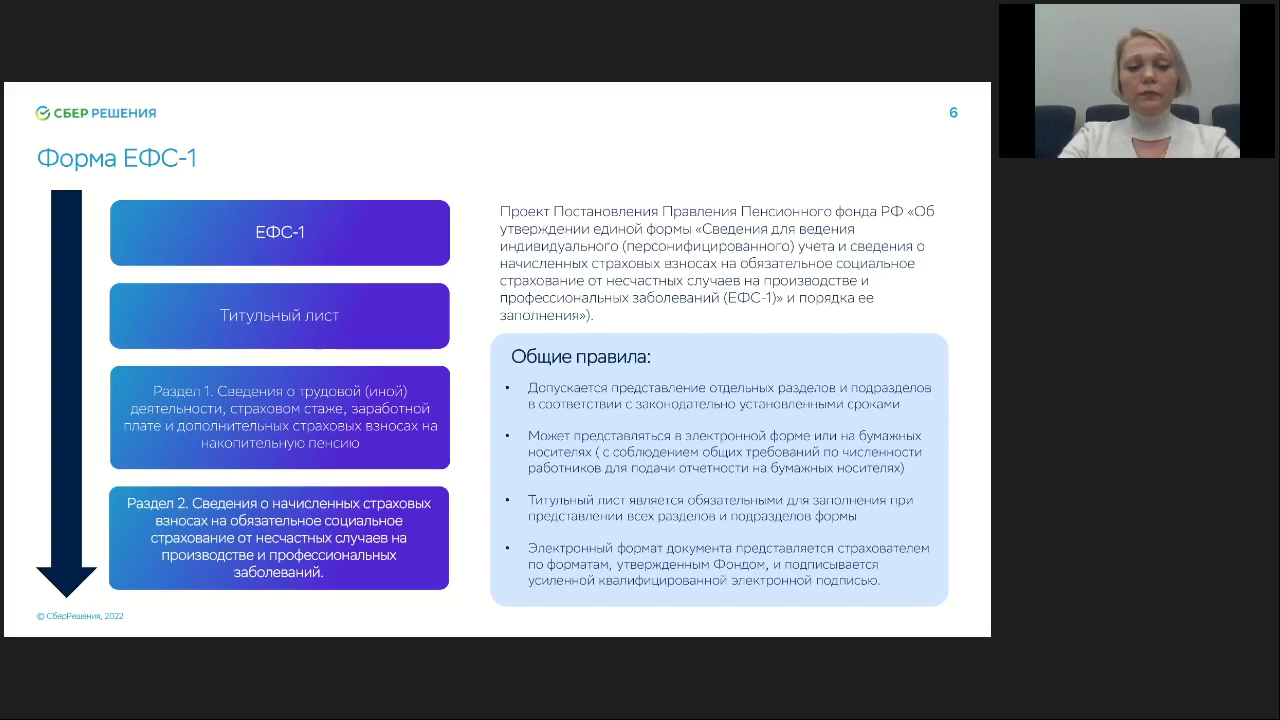 СБЕР РЕШЕНИЯ
6
Форма ЕФС-1
ЕФС-1
Титульный лист
Раздел 1. Сведения о трудовой (иной)
деятельности, страховом стаже, заработной
плате и дополнительных страховых взносах на
накопительную пенсию
Раздел 2. Сведения о начисленных страховых
взносах на обязательное социальное
страхование от несчастных случаев на
производстве и профессиональных
заболеваний.
Проект Постановления Правления Пенсионного фонда РФ «Об
утверждении единой формы «Сведения для ведения
индивидуального (персонифицированного) учета и сведения о
начисленных страховых взносах на обязательное социальное
страхование от несчастных случаев на производстве и
профессиональных заболеваний (ЕФС-1)» и порядка ее
заполнения»).
Общие правила:
• Допускается представление отдельных разделов и подразделов
в соответствии с законодательно установленными сроками
• Может представляться в электронной форме или на бумажных
носителях ( с соблюдением общих требований по численности
работников для подачи отчетности на бумажных носителях)
• Титульный лист является обязательными для заполнения при
представлении всех разделов и подразделов формы
• Электронный формат документа представляется страхователем
по форматам, утвержденным Фондом, и подписывается
усиленной квалифицированной электронной подписью.
© СберРешения, 2022